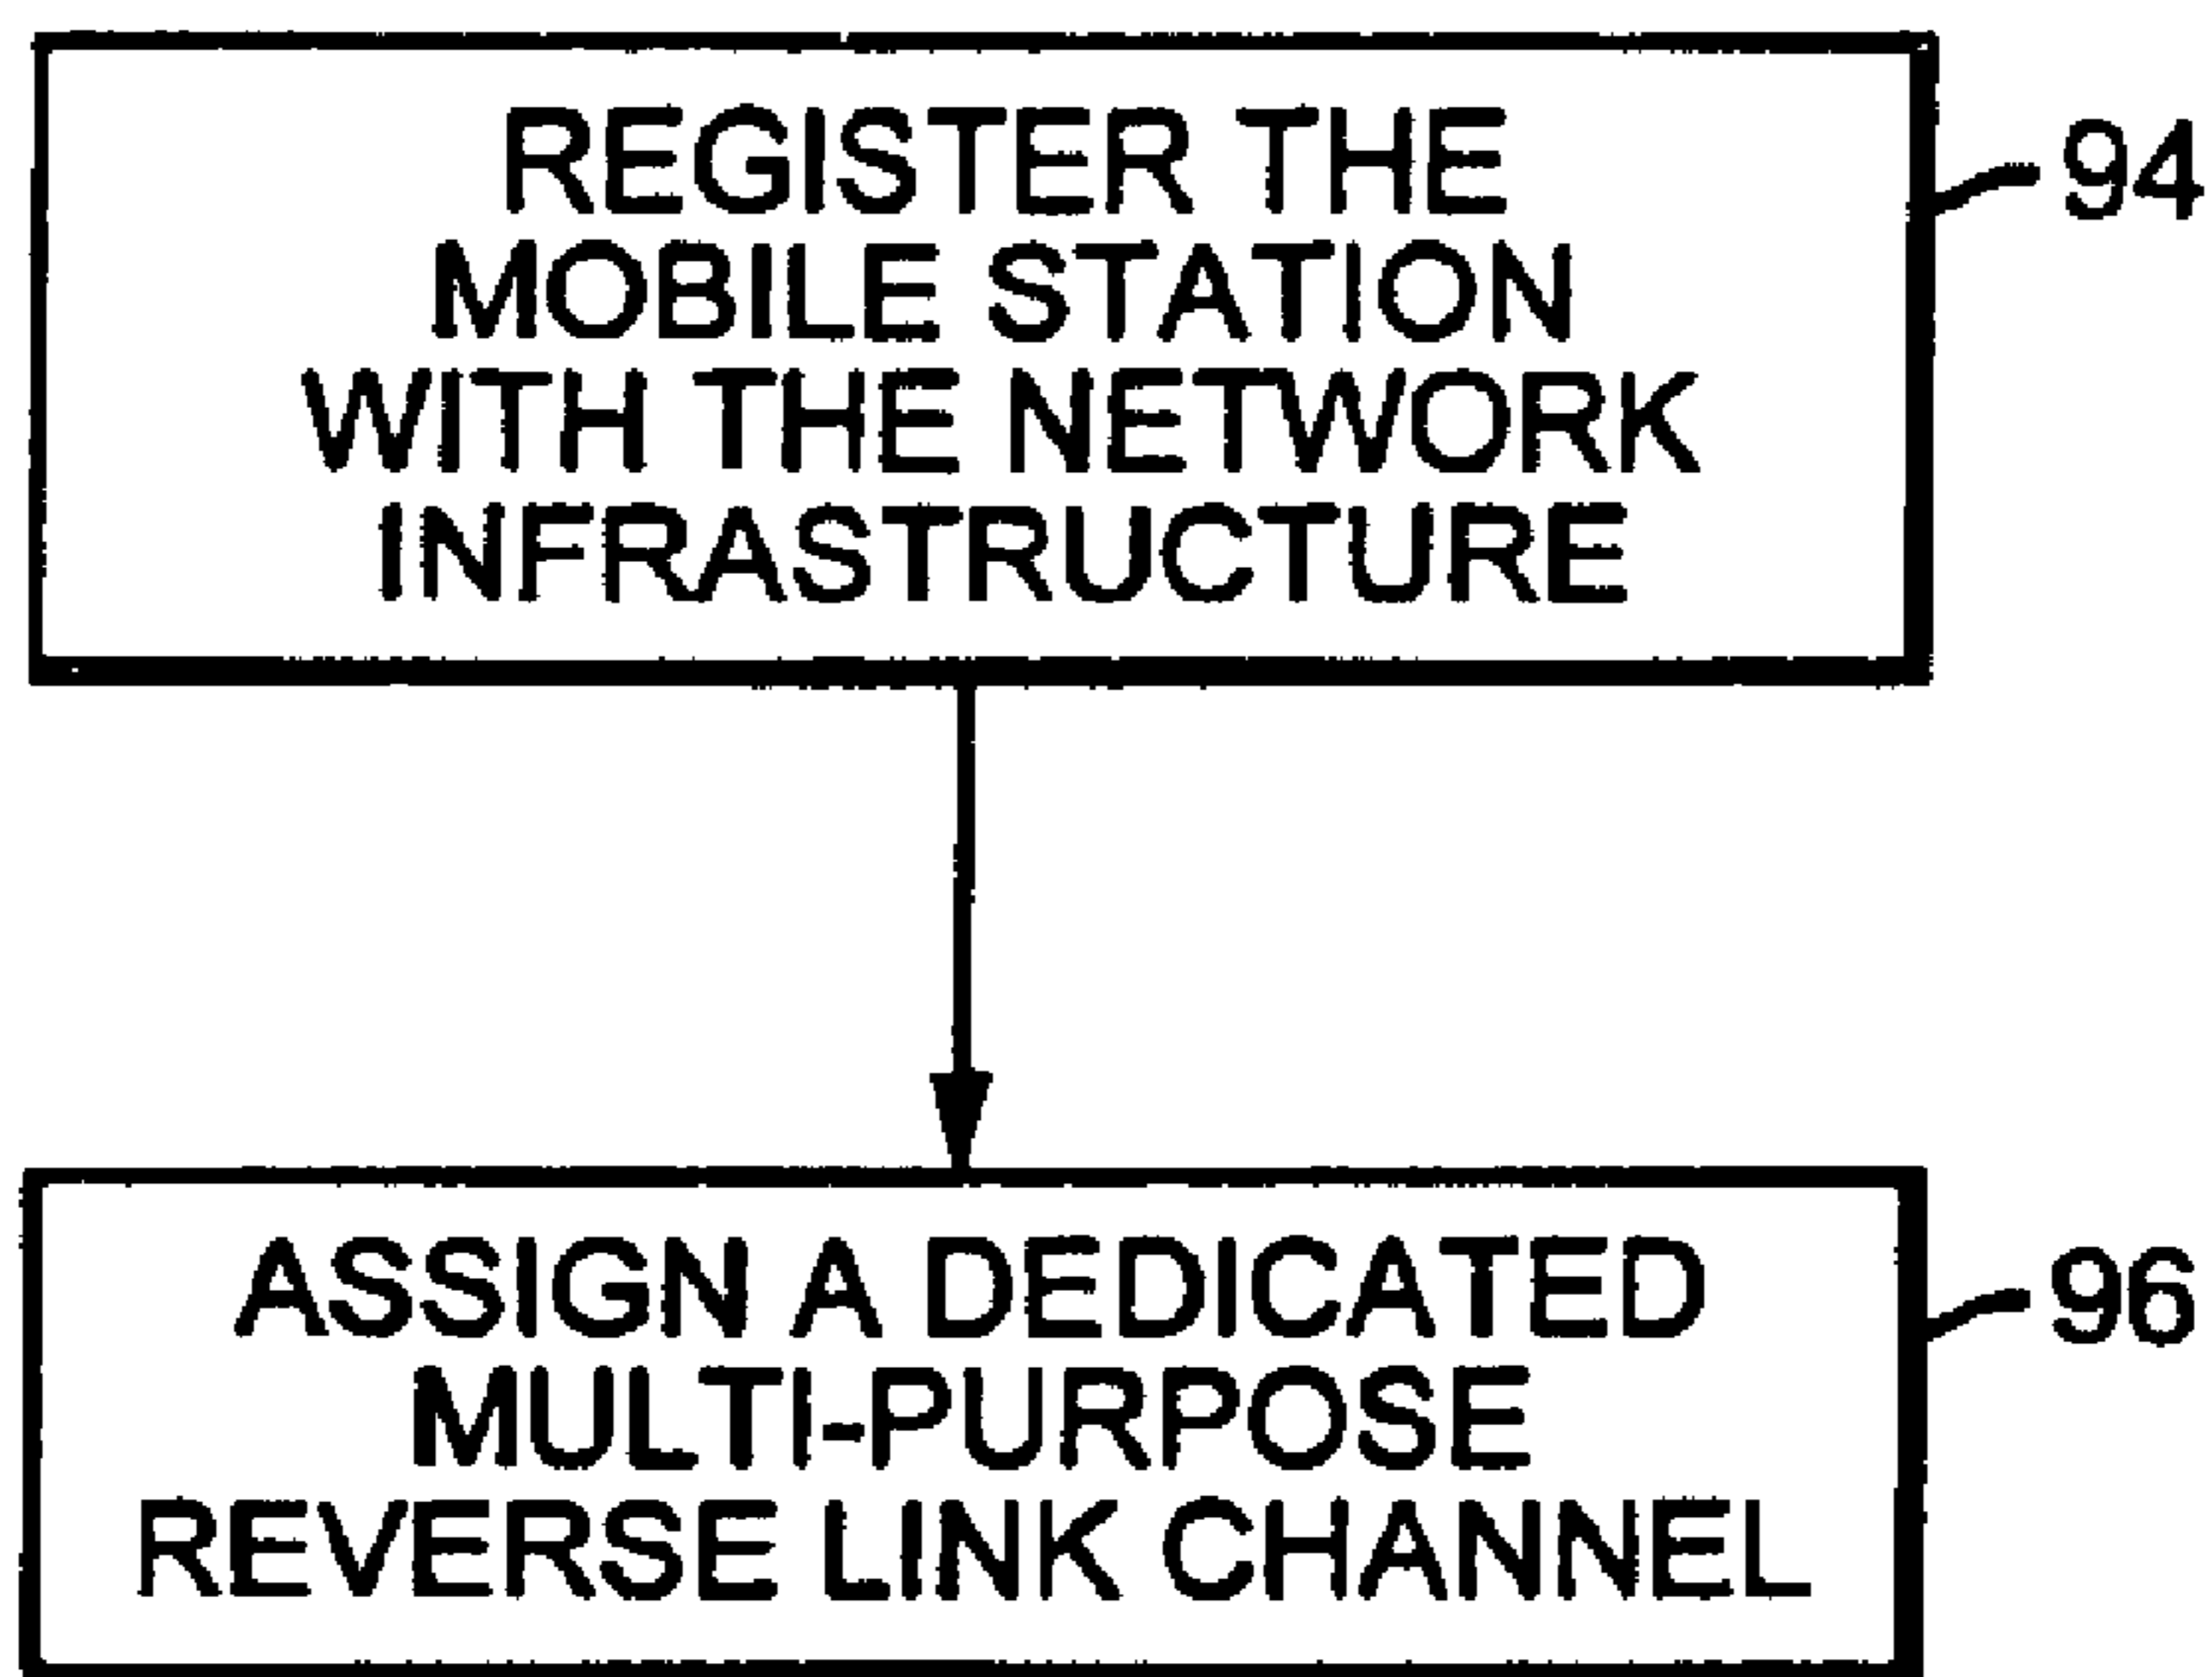 REGISTER THE
MOBILE STATION
WITH THE NETWORK
INFRASTRUCTURE
94
ASSIGN A DEDICATED
MULTI-PURPOSE
REVERSE LINK CHANNEL
96